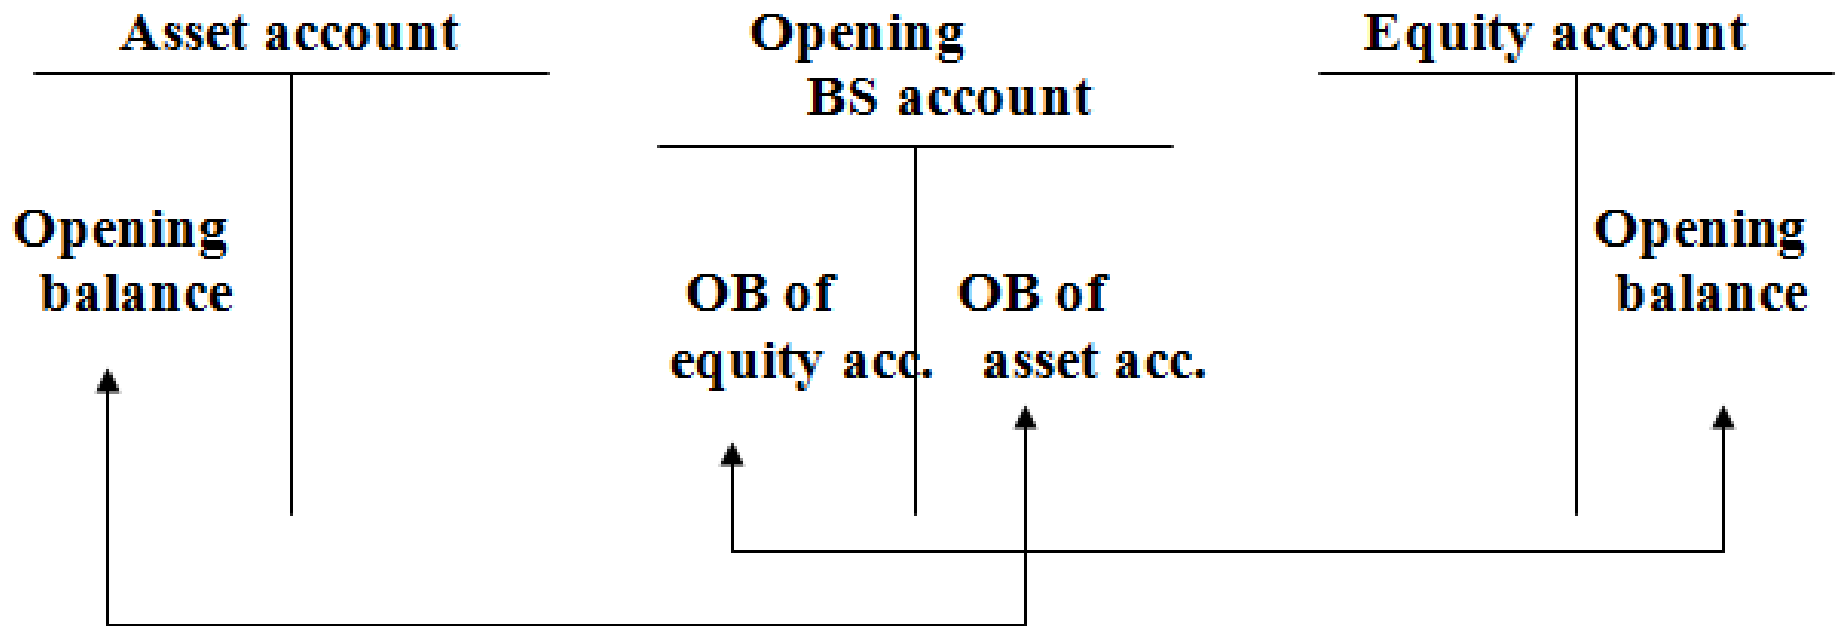 Asset account
Opening
BS account
Equity account
Opening
balance
OB of
equity acc.
OB of
asset acc.
Opening
balance